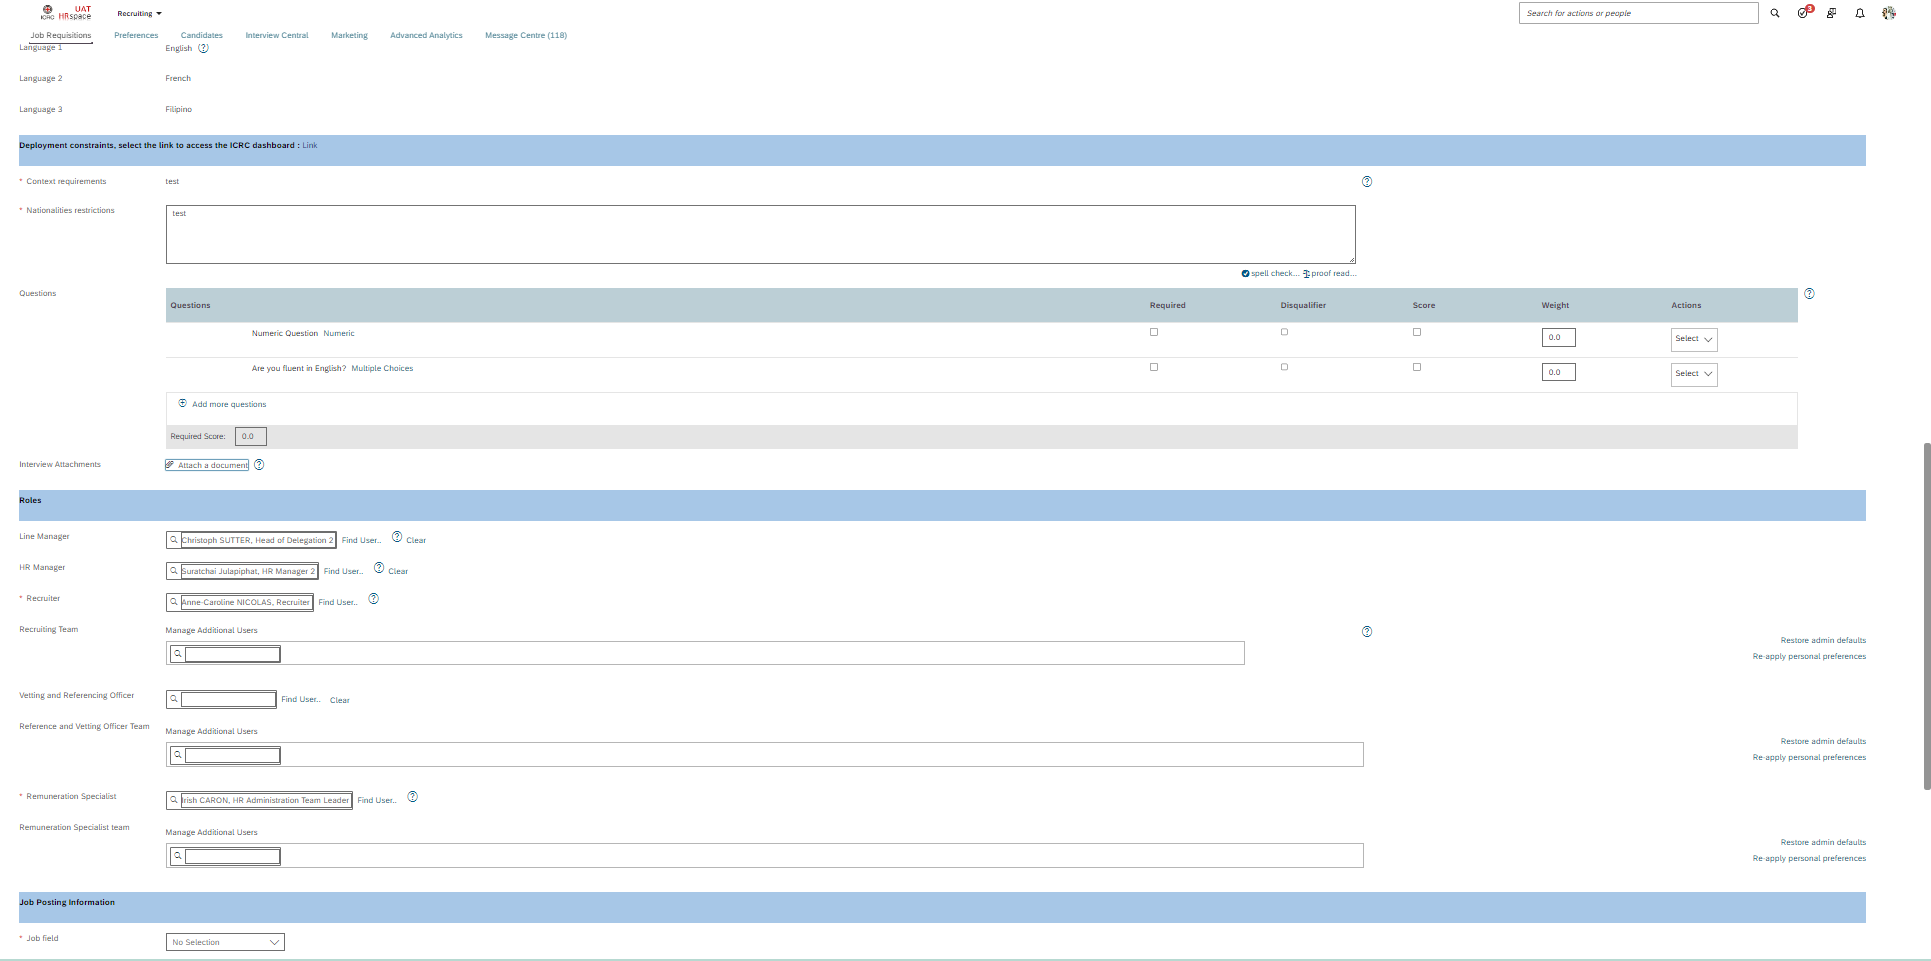 ICRC UAT HRspace
Recruiting
Search for actions or people
3
Job Requisitions Preferences Candidates Interview Central Marketing Advanced Analytics Message Centre (118)
Language 1 English ?
Language 2 French
Language 3 Filipino
Deployment constraints, select the link to access the ICRC dashboard : Link
* Context requirements test ?
* Nationalities restrictions test
spell check... proof read...
Questions ?
Questions Required Disqualifier Score Weight Actions
Numeric Question Numeric 0.0 Select
Are you fluent in English? Multiple Choices 0.0 Select
Add more questions
Required Score: 0.0
Interview Attachments Attach a document ?
Roles
Line Manager Christoph SUTTER, Head of Delegation 2 Find User.. ? Clear
HR Manager Suratchai Julapiphat, HR Manager 2 Find User.. ? Clear
* Recruiter Anne-Caroline NICOLAS, Recruiter Find User.. ?
Recruiting Team Manage Additional Users ?
Restore admin defaults
Re-apply personal preferences
Vetting and Referencing Officer Find User.. Clear
Reference and Vetting Officer Team Manage Additional Users
Restore admin defaults
Re-apply personal preferences
* Remuneration Specialist Irish CARON, HR Administration Team Leader Find User.. ?
Remuneration Specialist team Manage Additional Users
Restore admin defaults
Re-apply personal preferences
Job Posting Information
* Job field No Selection